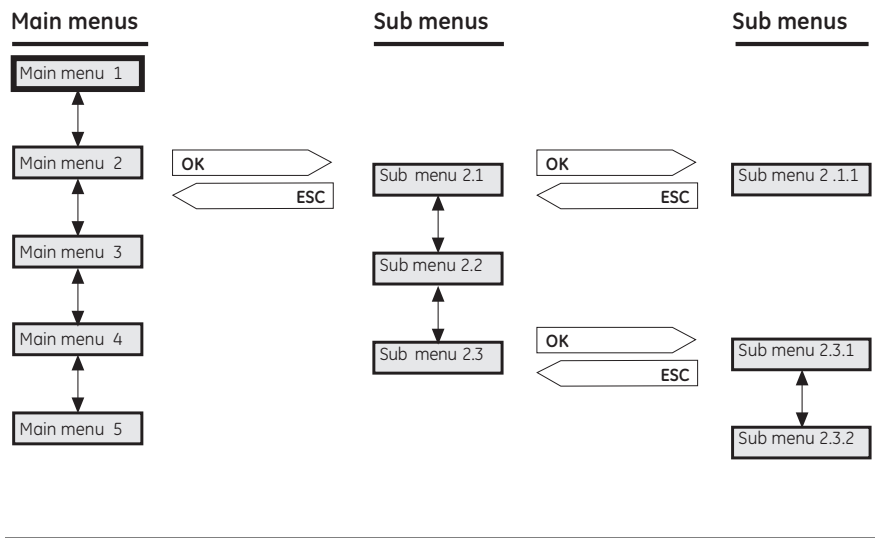 Main menus
Sub menus
Sub menus
Main menu 1
Main menu 2
OK
ESC
Sub menu 2.1
OK
ESC
Sub menu 2 .1.1
Main menu 3
Sub menu 2.2
Main menu 4
Sub menu 2.3
OK
ESC
Sub menu 2.3.1
Main menu 5
Sub menu 2.3.2